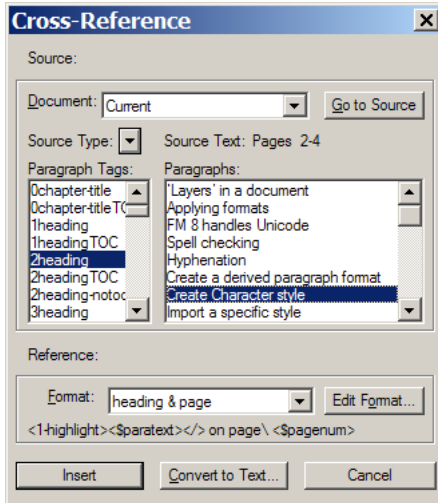 Cross-Reference
Source:
Document: Current Go to Source
Source Type: Source Text: Pages 2-4
Paragraph Tags: Paragraphs:
0chapter-title 'Layers' in a document
0chapter-titleTO Applying formats
1heading FM 8 handles Unicode
1headingTOC Spell checking
2heading Hyphenation
2headingTOC Create a derived paragraph format
2heading-notoc Create Character style
3heading Import a specific style
Reference:
Format: heading & page Edit Format...
<1-highlight><$paratext></> on page\ <$pagenum>
Insert Convert to Text... Cancel